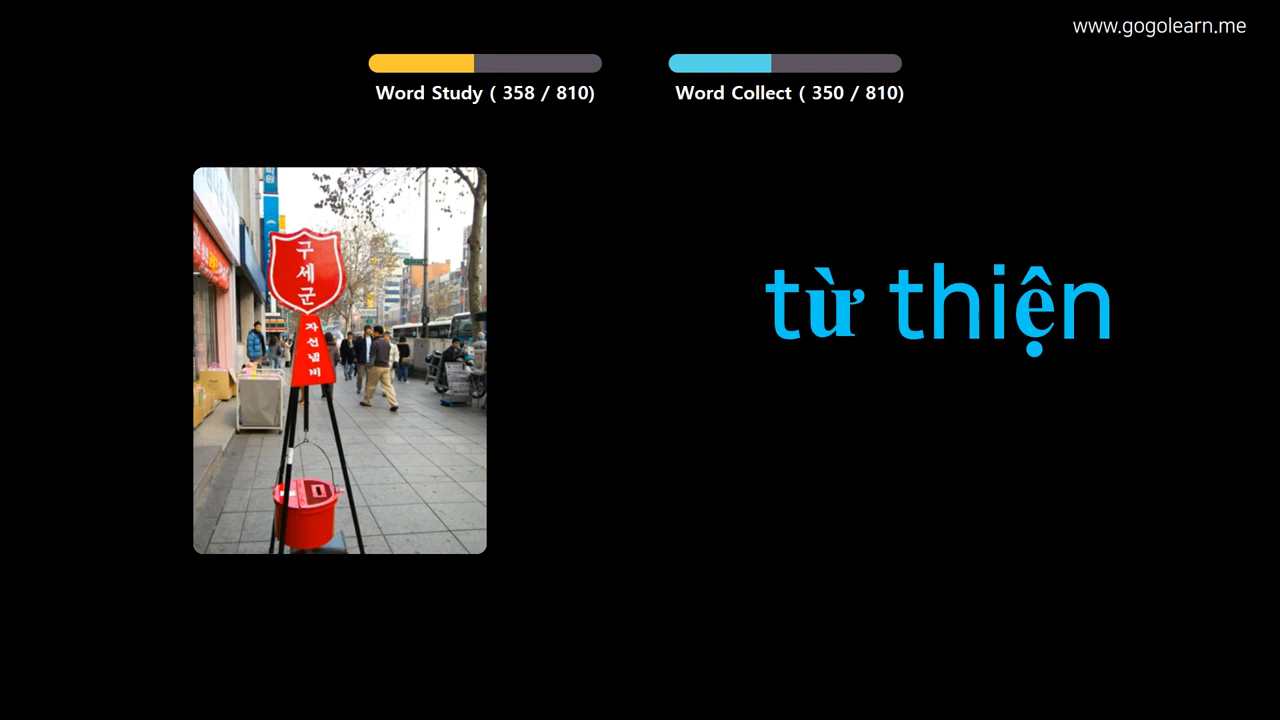 www.gogolearn.me
Word Study ( 358 / 810)
Word Collect ( 350 / 810)
구세군
자선냄비
từ thiện